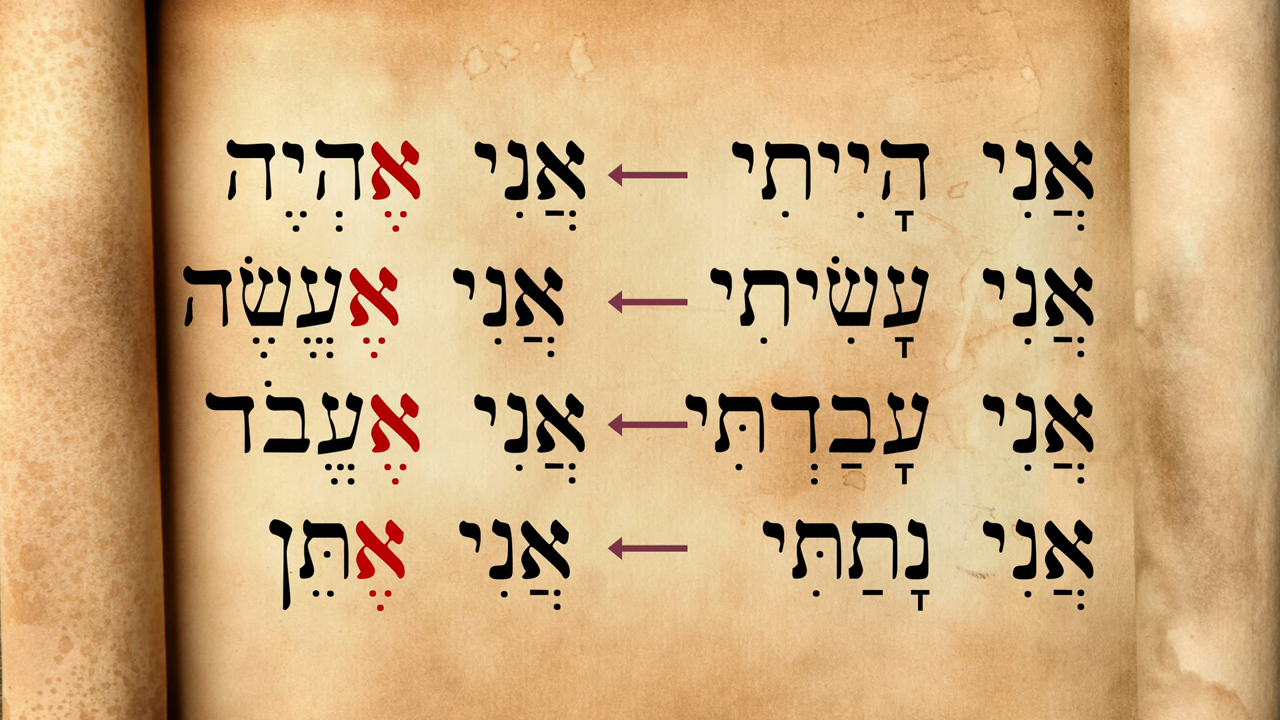 אֲנִי הָיִיתִי ← אֲנִי אֶהְיֶה
אֲנִי עָשִׂיתִי ← אֲנִי אֶעֱשֶׂה
אֲנִי עָבַדְתִּי ← אֲנִי אֶעֱבֹד
אֲנִי נָתַתִּי ← אֲנִי אֶתֵּן